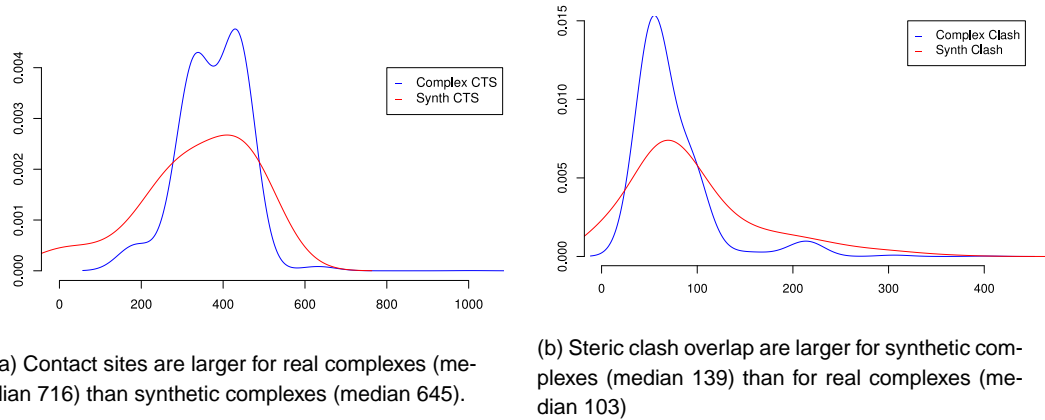 0.004
0.003
0.002
0.001
0.000
0 200 400 600 800 1000
Complex CTS
Synth CTS
0.015
0.010
0.005
0.000
0 100 200 300 400
Complex Clash
Synth Clash
a) Contact sites are larger for real complexes (me-
dian 716) than synthetic complexes (median 645).
(b) Steric clash overlap are larger for synthetic com-
plexes (median 139) than for real complexes (me-
dian 103)